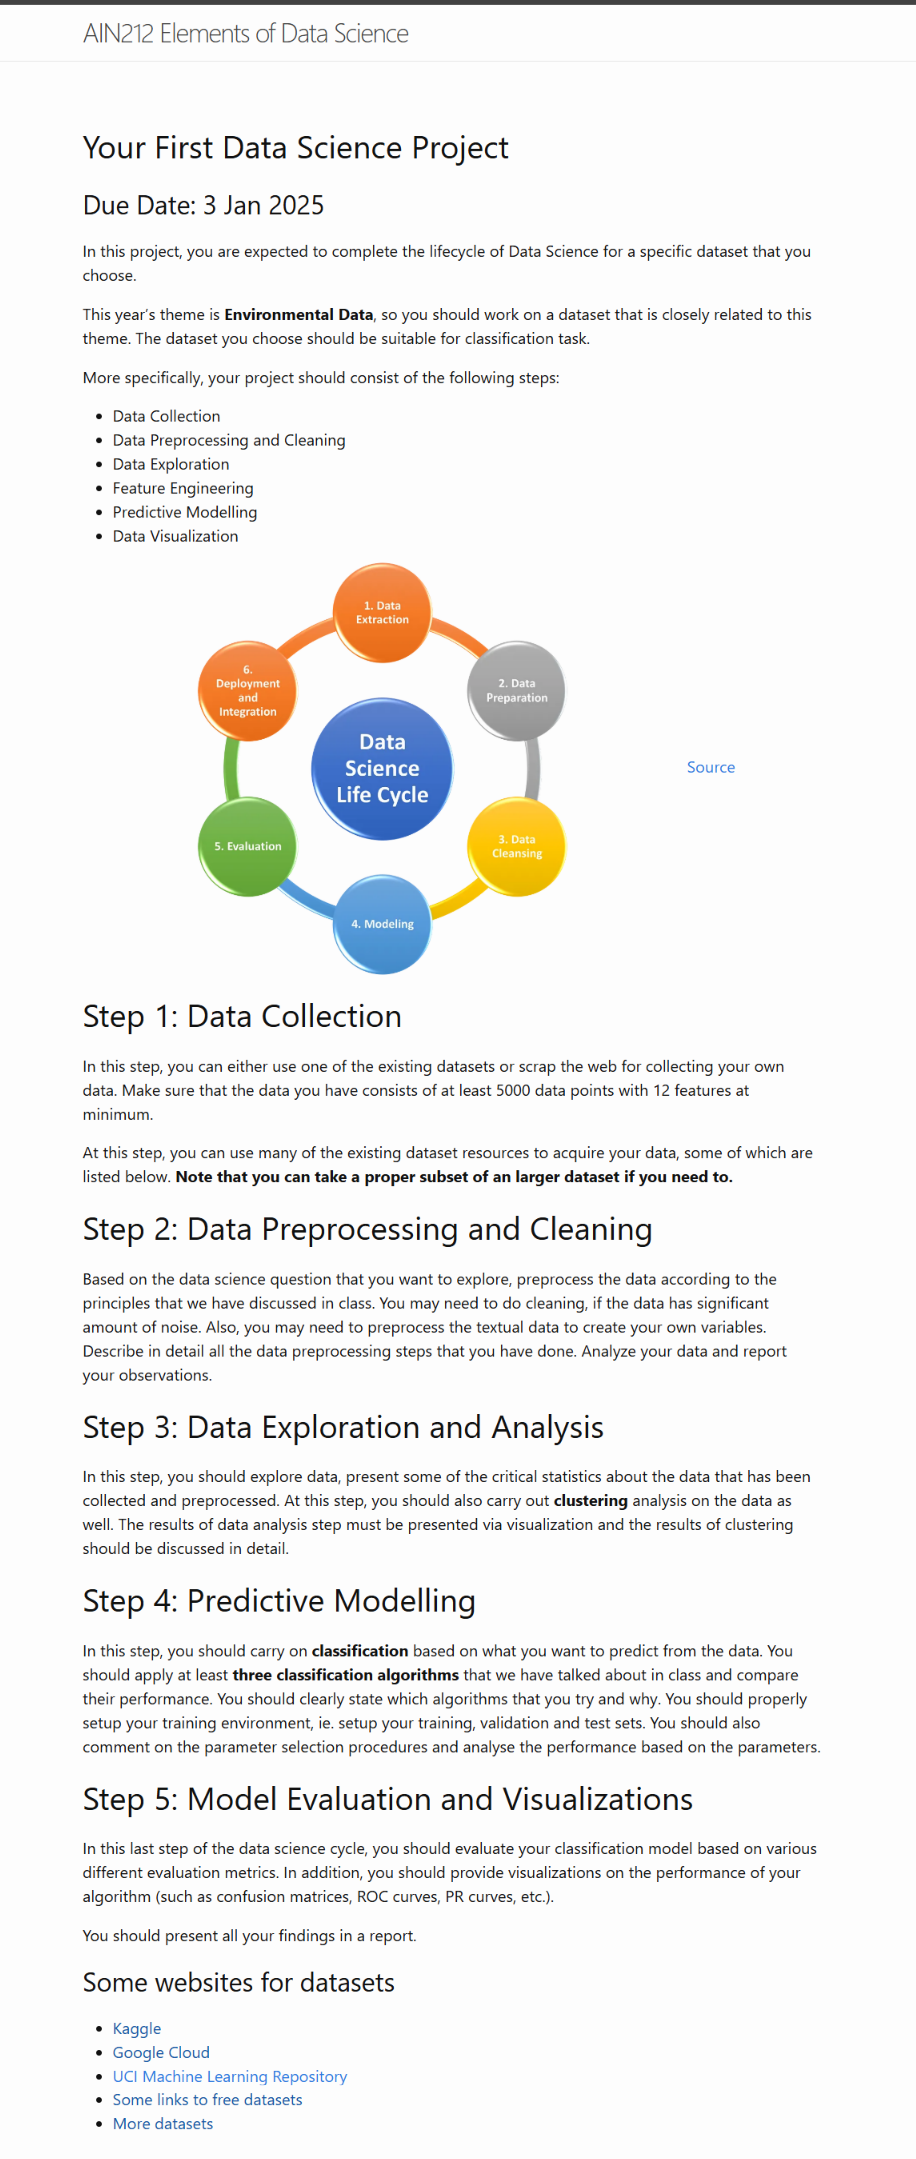 AIN212 Elements of Data Science
Your First Data Science Project
Due Date: 3 Jan 2025
In this project, you are expected to complete the lifecycle of Data Science for a specific dataset that you
choose.
This year's theme is Environmental Data, so you should work on a dataset that is closely related to this
theme. The dataset you choose should be suitable for classification task.
More specifically, your project should consist of the following steps:
• Data Collection
• Data Preprocessing and Cleaning
• Data Exploration
• Feature Engineering
• Predictive Modelling
• Data Visualization
1. Data
Extraction
2. Data
Preparation
3. Data
Cleansing
4. Modeling
5. Evaluation
6.
Deployment
and
Integration
Data
Science
Life Cycle
Source
Step 1: Data Collection
In this step, you can either use one of the existing datasets or scrap the web for collecting your own
data. Make sure that the data you have consists of at least 5000 data points with 12 features at
minimum.
At this step, you can use many of the existing dataset resources to acquire your data, some of which are
listed below. Note that you can take a proper subset of an larger dataset if you need to.
Step 2: Data Preprocessing and Cleaning
Based on the data science question that you want to explore, preprocess the data according to the
principles that we have discussed in class. You may need to do cleaning, if the data has significant
amount of noise. Also, you may need to preprocess the textual data to create your own variables.
Describe in detail all the data preprocessing steps that you have done. Analyze your data and report
your observations.
Step 3: Data Exploration and Analysis
In this step, you should explore data, present some of the critical statistics about the data that has been
collected and preprocessed. At this step, you should also carry out clustering analysis on the data as
well. The results of data analysis step must be presented via visualization and the results of clustering
should be discussed in detail.
Step 4: Predictive Modelling
In this step, you should carry on classification based on what you want to predict from the data. You
should apply at least three classification algorithms that we have talked about in class and compare
their performance. You should clearly state which algorithms that you try and why. You should properly
setup your training environment, ie. setup your training, validation and test sets. You should also
comment on the parameter selection procedures and analyse the performance based on the parameters.
Step 5: Model Evaluation and Visualizations
In this last step of the data science cycle, you should evaluate your classification model based on various
different evaluation metrics. In addition, you should provide visualizations on the performance of your
algorithm (such as confusion matrices, ROC curves, PR curves, etc.).
You should present all your findings in a report.
Some websites for datasets
• Kaggle
• Google Cloud
• UCI Machine Learning Repository
• Some links to free datasets
• More datasets